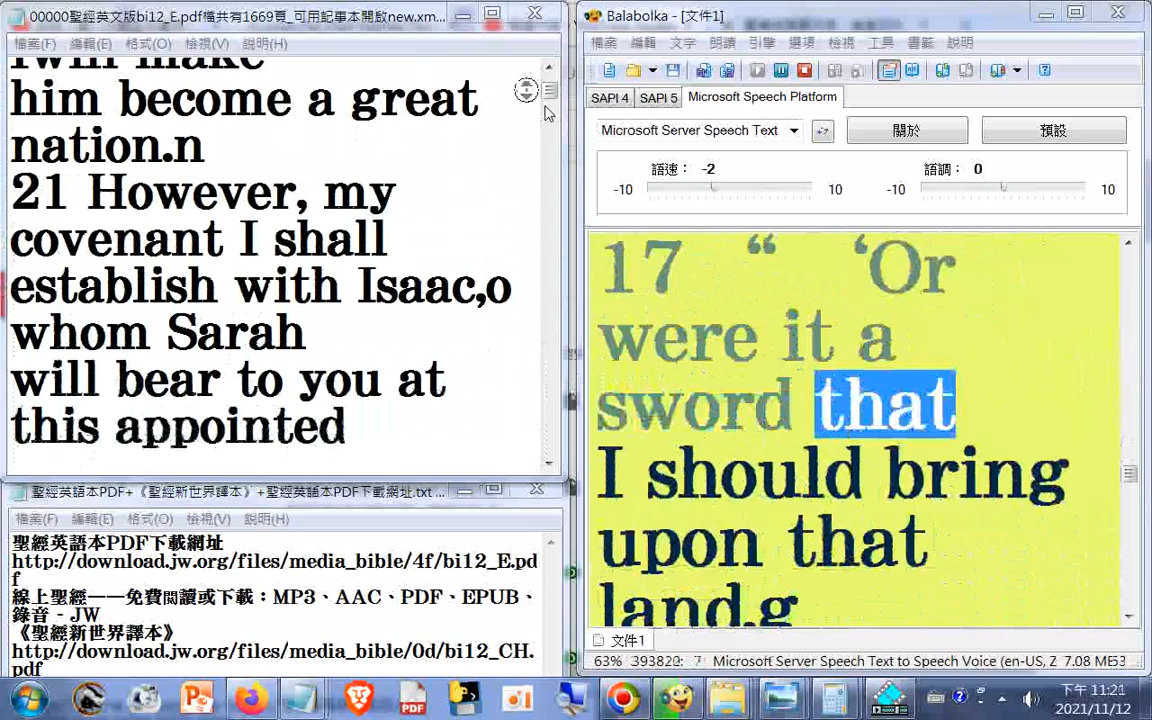 00000聖經英文版bi12_E.pdf檔共有1669頁_可用記事本開啟new.xm...
檔案(F) 編輯(E) 格式(O) 檢視(V) 說明(H)
I will make
him become a great
nation.n
21 However, my
covenant I shall
establish with Isaac,o
whom Sarah
will bear to you at
this appointed
聖經英語本PDF+《聖經新世界譯本》+聖經英語本PDF下載網址.txt ...
檔案(F) 編輯(E) 格式(O) 檢視(V) 說明(H)
聖經英語本PDF下載網址
http://download.jw.org/files/media_bible/4f/bi12_E.pd
f
線上聖經——免費閱讀或下載：MP3、AAC、PDF、EPUB、
錄音 - JW
《聖經新世界譯本》
http://download.jw.org/files/media_bible/0d/bi12_CH.
pdf
Balabolka - [文件1]
檔案 編輯 文字 朗讀 引擎 選項 檢視 工具 書籤 說明
SAPI 4 SAPI 5 Microsoft Speech Platform
Microsoft Server Speech Text 關於 預設
語速： -2 語調： 0
-10 10 -10 10
17 “ ‘Or
were it a
sword that
I should bring
upon that
land.g
文件1
63% 393820: 7 Microsoft Server Speech Text to Speech Voice (en-US, Z 7.08 ME53
下午 11:21
2021/11/12